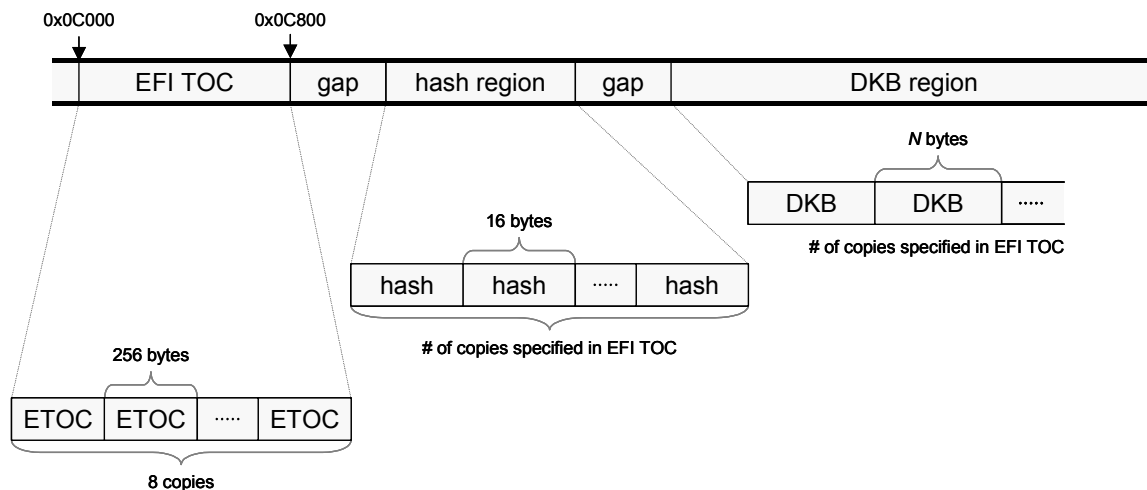 0x0C000 0x0C800
EFI TOC gap hash region gap DKB region
N bytes
DKB DKB .....
# of copies specified in EFI TOC
16 bytes
hash hash ..... hash
# of copies specified in EFI TOC
256 bytes
ETOC ETOC ..... ETOC
8 copies